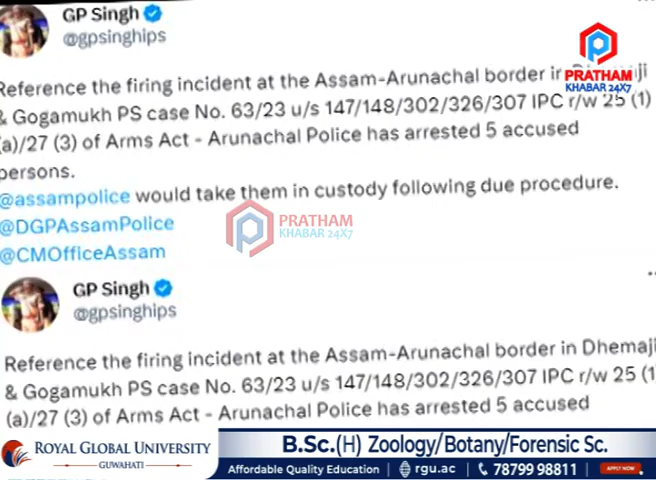 GP Singh
@gpsinghips
PRATHAM
KHABAR 24X7
Reference the firing incident at the Assam-Arunachal border in Dhemaji
& Gogamukh PS case No. 63/23 u/s 147/148/302/326/307 IPC r/w 25 (1)
(a)/27 (3) of Arms Act - Arunachal Police has arrested 5 accused
persons.
@assampolice would take them in custody following due procedure.
@DGPAssamPolice
PRATHAM
KHABAR 24X7
@CMOfficeAssam
GP Singh
@gpsinghips
Reference the firing incident at the Assam-Arunachal border in Dhemaji
& Gogamukh PS case No. 63/23 u/s 147/148/302/326/307 IPC r/w 25 (1)
(a)/27 (3) of Arms Act - Arunachal Police has arrested 5 accused
ROYAL GLOBAL UNIVERSITY
GUWAHATI
B.Sc.(H) Zoology/Botany/Forensic Sc.
Affordable Quality Education | rgu.ac | 78799 98811 | APPLY NOW